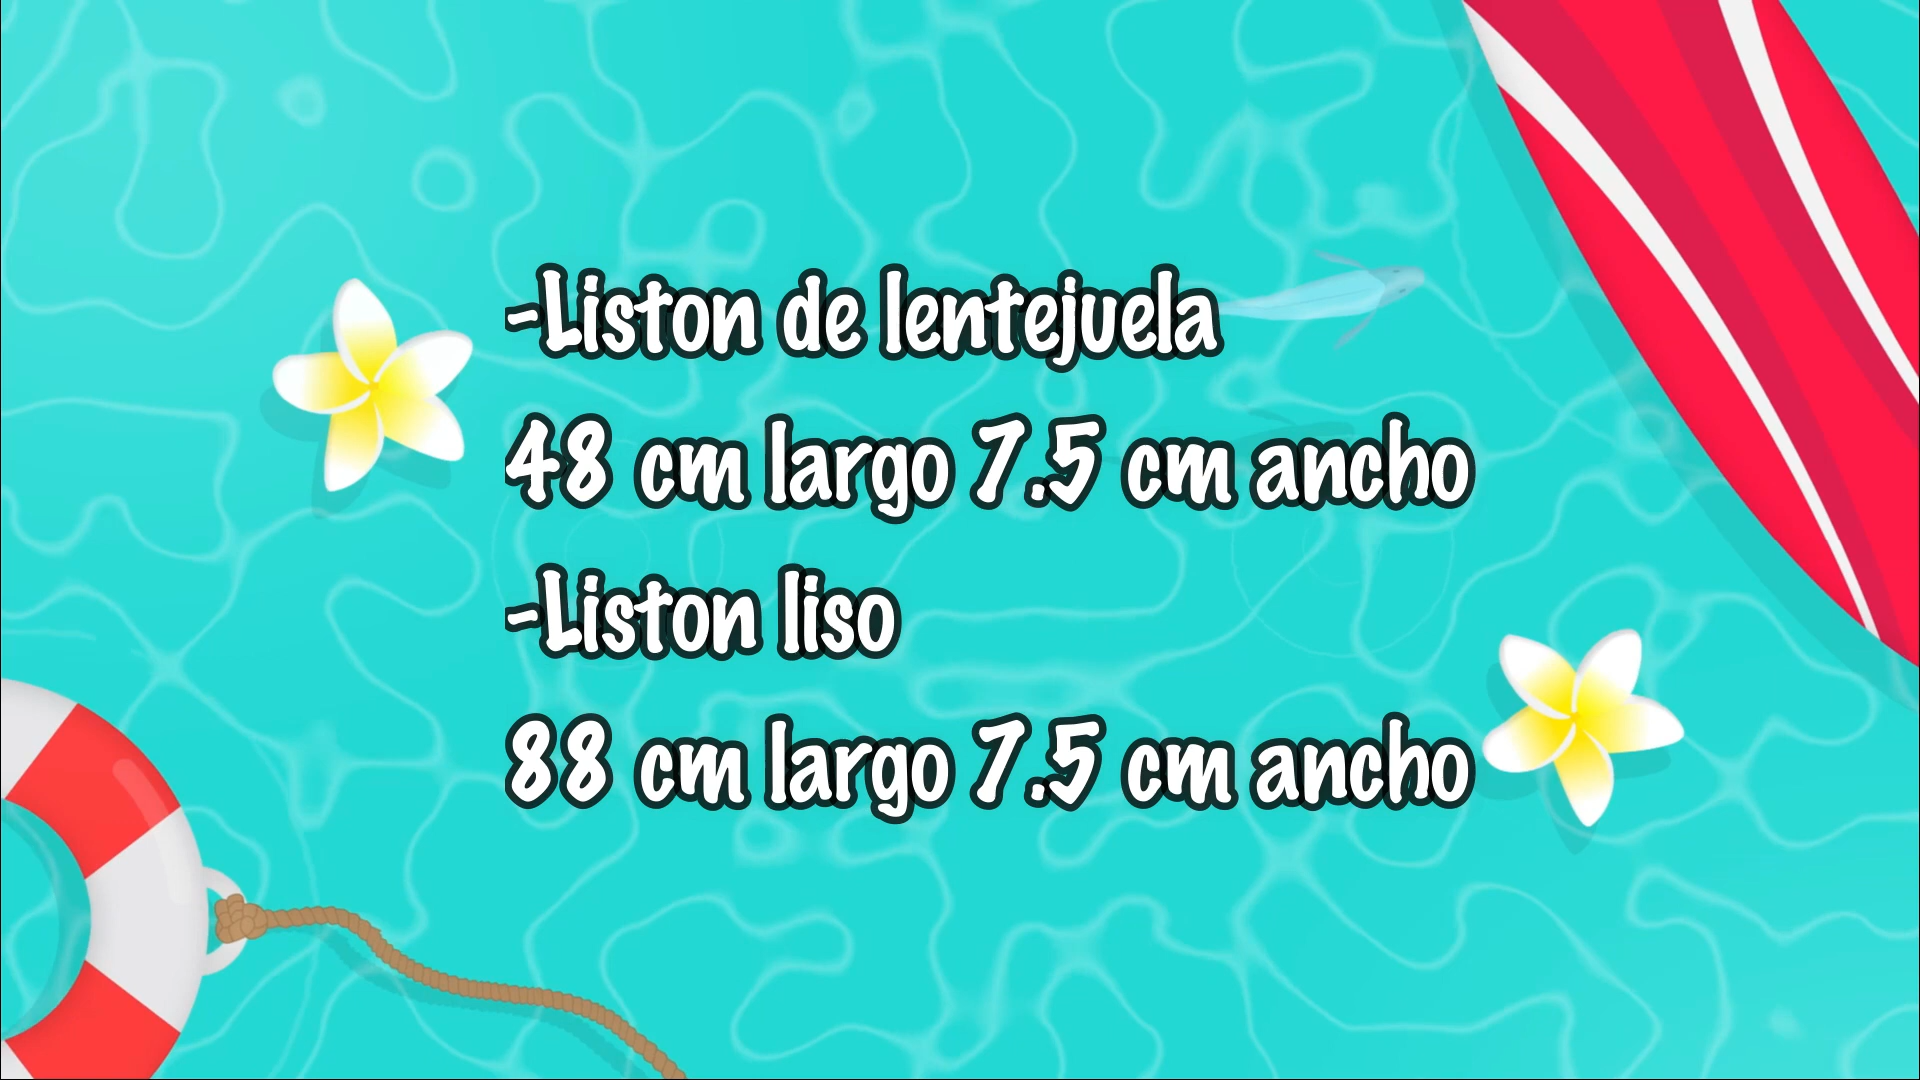 -Liston de lentejuela
48 cm largo 7.5 cm ancho
-Liston liso
88 cm largo 7.5 cm ancho